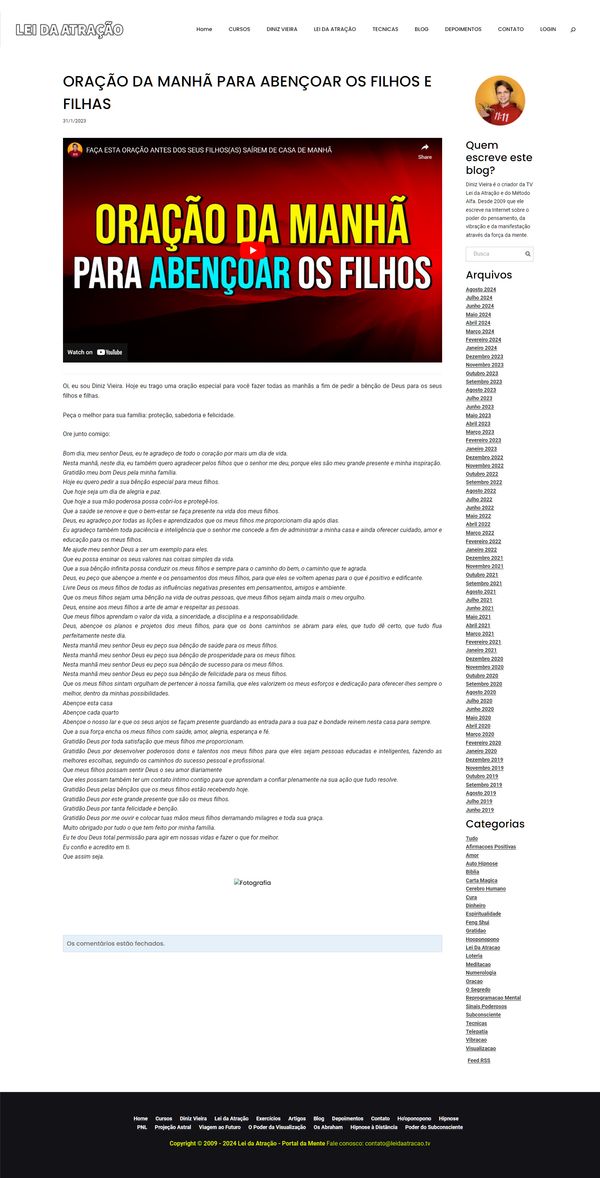 LEI DA ATRAÇÃO
Home CURSOS DINIZ VIEIRA LEI DA ATRAÇÃO TECNICAS BLOG DEPOIMENTOS CONTATO LOGIN
ORAÇÃO DA MANHÃ PARA ABENÇOAR OS FILHOS E
FILHAS
31/1/2023
FAÇA ESTA ORAÇÃO ANTES DOS SEUS FILHOS(AS) SAÍREM DE CASA DE MANHÃ
Share
ORAÇÃO DA MANHÃ
PARA ABENÇOAR OS FILHOS
Watch on YouTube
Oi, eu sou Diniz Vieira. Hoje eu trago uma oração especial para você fazer todas as manhãs a fim de pedir a bênção de Deus para os seus
filhos e filhas.
Peça o melhor para sua família: proteção, sabedoria e felicidade.
Ore junto comigo:
Bom dia, meu senhor Deus, eu te agradeço de todo o coração por mais um dia de vida.
Nesta manhã, neste dia, eu também quero agradecer pelos filhos que o senhor me deu, porque eles são meu grande presente e minha inspiração.
Gratidão meu bom Deus pela minha família.
Hoje eu quero pedir a sua bênção especial para meus filhos.
Que hoje seja um dia de alegria e paz.
Que hoje a sua mão poderosa possa cobri-los e protegê-los.
Que a saúde se renove e que o bem-estar se faça presente na vida dos meus filhos.
Deus, eu agradeço por todas as lições e aprendizados que os meus filhos me proporcionam dia após dias.
Eu agradeço também toda paciência e inteligência que o senhor me concede a fim de administrar a minha casa e ainda oferecer cuidado, amor e
educação para os meus filhos.
Me ajude meu senhor Deus a ser um exemplo para eles.
Que eu possa ensinar os seus valores nas coisas simples da vida.
Que a sua bênção infinita possa conduzir os meus filhos e sempre para o caminho do bem, o caminho que te agrada.
Deus, eu peço que abençoe a mente e os pensamentos dos meus filhos, para que eles se voltem apenas para o que é positivo e edificante.
Livre Deus os meus filhos de todas as influências negativas presentes em pensamentos, amigos e ambiente.
Que os meus filhos sejam uma bênção na vida de outras pessoas, que meus filhos sejam ainda mais o meu orgulho.
Deus, ensine aos meus filhos a arte de amar e respeitar as pessoas.
Que meus filhos aprendam o valor da vida, a sinceridade, a disciplina e a responsabilidade.
Deus, abençoe os planos e projetos dos meus filhos, para que os bons caminhos se abram para eles, que tudo dê certo, que tudo flua
perfeitamente neste dia.
Nesta manhã meu senhor Deus eu peço sua bênção de saúde para os meus filhos.
Nesta manhã meu senhor Deus eu peço sua bênção de prosperidade para os meus filhos.
Nesta manhã meu senhor Deus eu peço sua bênção de sucesso para os meus filhos.
Nesta manhã meu senhor Deus eu peço sua bênção de felicidade para os meus filhos.
Que os meus filhos sintam orgulham de pertencer à nossa família, que eles valorizem os meus esforços e dedicação para oferecer-lhes sempre o
melhor, dentro da minhas possibilidades.
Abençoe esta casa
Abençoe cada quarto
Abençoe o nosso lar e que os seus anjos se façam presente guardando as entrada para a sua paz e bondade reinem nesta casa para sempre.
Que a sua força encha os meus filhos com saúde, amor, alegria, esperança e fé.
Gratidão Deus por toda satisfação que meus filhos me proporcionam.
Gratidão Deus por desenvolver poderosos dons e talentos nos meus filhos para que eles sejam pessoas educadas e inteligentes, fazendo as
melhores escolhas, seguindo os caminhos do sucesso pessoal e profissional.
Que meus filhos possam sentir Deus o seu amor diariamente
Que eles possam também ter um contato íntimo contigo para que aprendam a confiar plenamente na sua ação que tudo resolve.
Gratidão Deus pelas bênçãos que os meus filhos estão recebendo hoje.
Gratidão Deus por este grande presente que são os meus filhos.
Gratidão Deus por tanta felicidade e benção.
Gratidão Deus por me ouvir e colocar tuas mãos meus filhos derramando milagres e toda sua graça.
Muito obrigado por tudo o que tem feito por minha família.
Eu te dou Deus total permissão para agir em nossas vidas e fazer o que for melhor.
Eu confio e acredito em ti.
Que assim seja.
Fotografia
Os comentários estão fechados.
11:11
Quem
escreve este
blog?
Diniz Vieira é o criador da TV
Lei da Atração e do Método
Alfa. Desde 2009 que ele
escreve na Internet sobre o
poder do pensamento, da
vibração e da manifestação
através da força da mente.
Busca
Arquivos
Agosto 2024
Julho 2024
Junho 2024
Maio 2024
Abril 2024
Março 2024
Fevereiro 2024
Janeiro 2024
Dezembro 2023
Novembro 2023
Outubro 2023
Setembro 2023
Agosto 2023
Julho 2023
Junho 2023
Maio 2023
Abril 2023
Março 2023
Fevereiro 2023
Janeiro 2023
Dezembro 2022
Novembro 2022
Outubro 2022
Setembro 2022
Agosto 2022
Julho 2022
Junho 2022
Maio 2022
Abril 2022
Março 2022
Fevereiro 2022
Janeiro 2022
Dezembro 2021
Novembro 2021
Outubro 2021
Setembro 2021
Agosto 2021
Julho 2021
Junho 2021
Maio 2021
Abril 2021
Março 2021
Fevereiro 2021
Janeiro 2021
Dezembro 2020
Novembro 2020
Outubro 2020
Setembro 2020
Agosto 2020
Julho 2020
Junho 2020
Maio 2020
Abril 2020
Março 2020
Fevereiro 2020
Janeiro 2020
Dezembro 2019
Novembro 2019
Outubro 2019
Setembro 2019
Agosto 2019
Julho 2019
Junho 2019
Categorias
Tudo
Afirmacoes Positivas
Amor
Auto Hipnose
Biblia
Carta Magica
Cerebro Humano
Cura
Dinheiro
Espiritualidade
Feng Shui
Gratidao
Hooponopono
Lei Da Atracao
Loteria
Meditacao
Numerologia
Oracao
O Segredo
Reprogramacao Mental
Sinais Poderosos
Subconsciente
Tecnicas
Telepatia
Vibracao
Visualizacao
Feed RSS
Home Cursos Diniz Vieira Lei da Atração Exercícios Artigos Blog Depoimentos Contato Ho'oponopono Hipnose
PNL Projeção Astral Viagem ao Futuro O Poder da Visualização Os Abraham Hipnose à Distância Poder do Subconsciente
Copyright © 2009 - 2024 Lei da Atração - Portal da Mente Fale conosco: contato@leidaatracao.tv